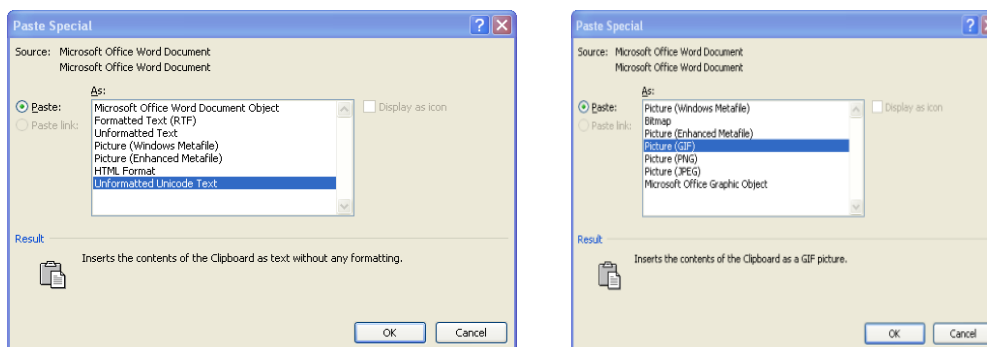 Paste Special
Source: Microsoft Office Word Document
Microsoft Office Word Document
As:
Paste:
Paste link:
Microsoft Office Word Document Object
Formatted Text (RTF)
Unformatted Text
Picture (Windows Metafile)
Picture (Enhanced Metafile)
HTML Format
Unformatted Unicode Text
Display as icon
Result
Inserts the contents of the Clipboard as text without any formatting.
OK Cancel
Paste Special
Source: Microsoft Office Word Document
Microsoft Office Word Document
As:
Paste:
Paste link:
Picture (Windows Metafile)
Bitmap
Picture (Enhanced Metafile)
Picture (GIF)
Picture (PNG)
Picture (JPEG)
Microsoft Office Graphic Object
Display as icon
Result
Inserts the contents of the Clipboard as a GIF picture.
OK Cancel